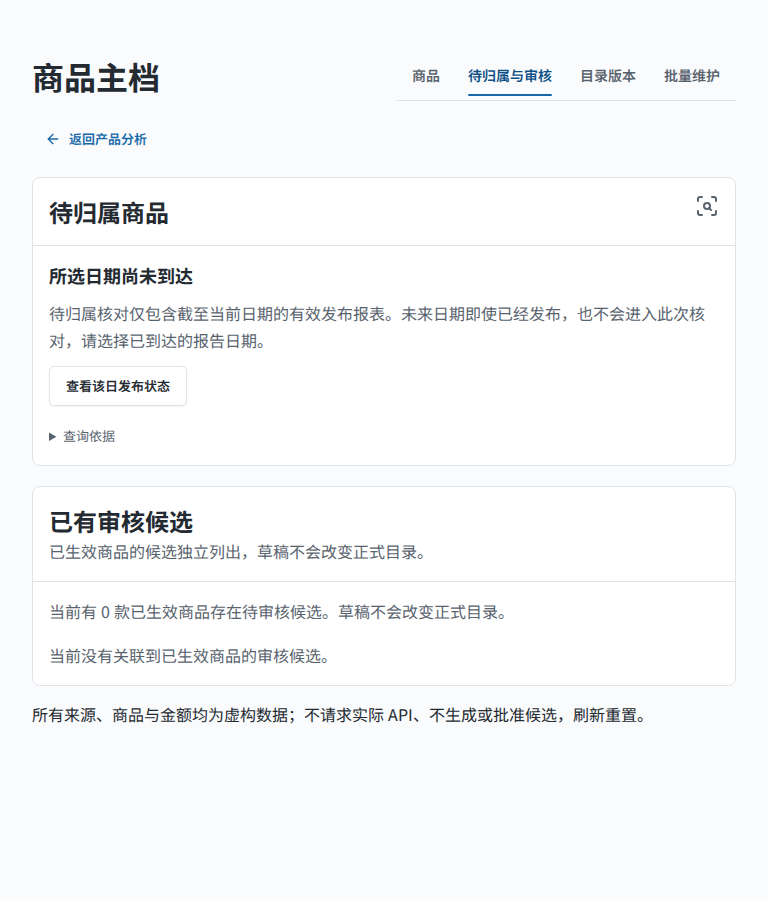 商品主档
商品
待归属与审核
目录版本
批量维护
返回产品分析
待归属商品
所选日期尚未到达
待归属核对仅包含截至当前日期的有效发布报表。未来日期即使已经发布，也不会进入此次核
对，请选择已到达的报告日期。
查看该日发布状态
查询依据
已有审核候选
已生效商品的候选独立列出，草稿不会改变正式目录。
当前有 0 款已生效商品存在待审核候选。草稿不会改变正式目录。
当前没有关联到已生效商品的审核候选。
所有来源、商品与金额均为虚构数据；不请求实际 API、不生成或批准候选，刷新重置。